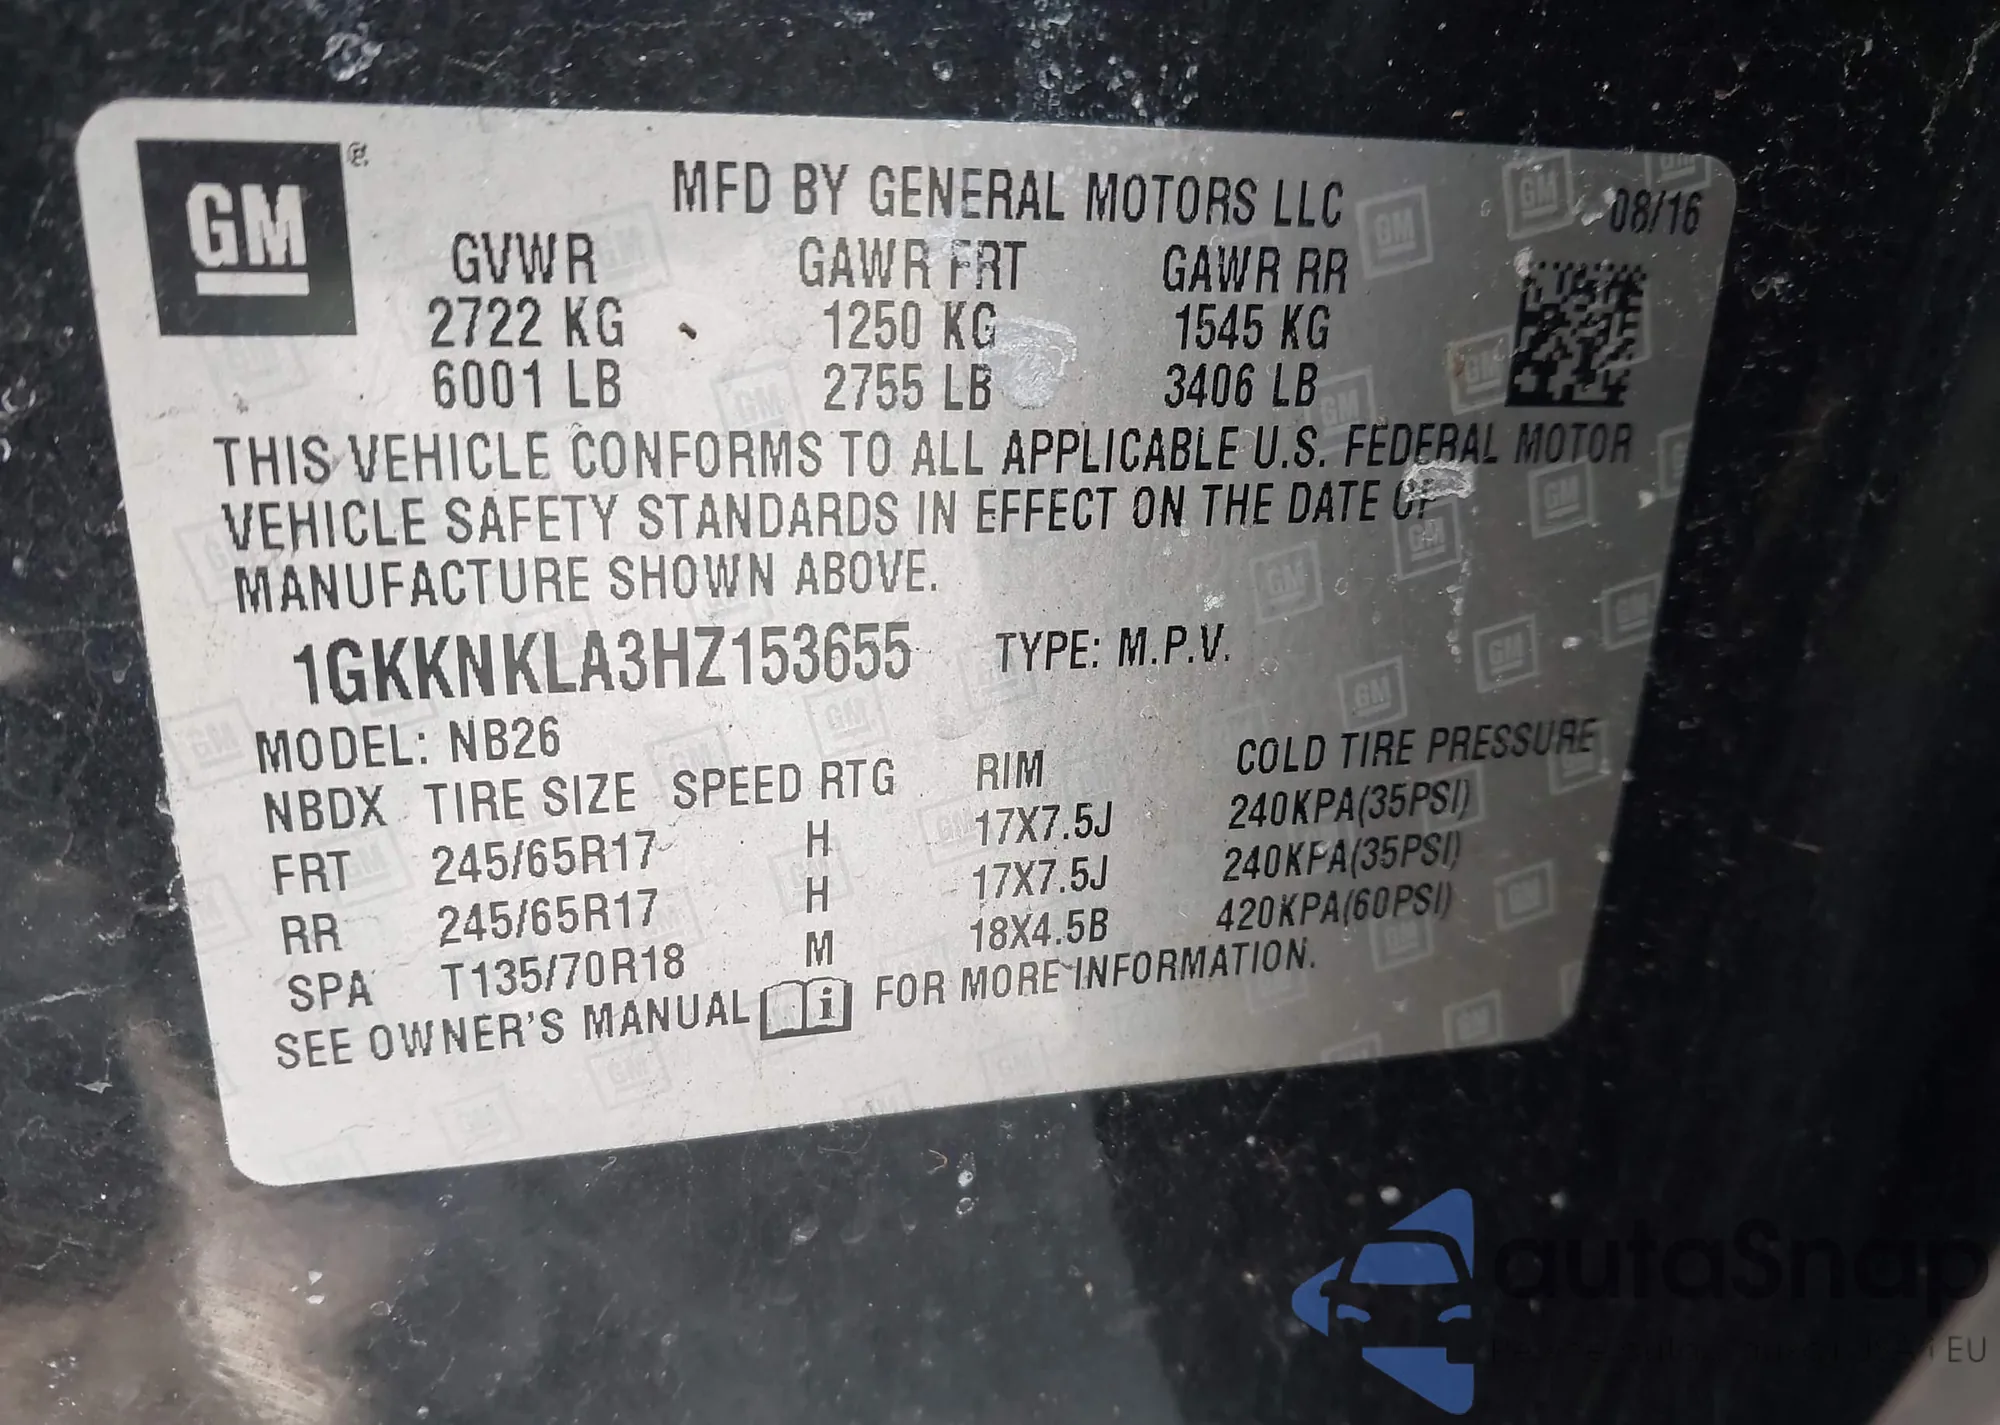 GM
®
MFD BY GENERAL MOTORS LLC
08/16
GVWR GAWR FRT GAWR RR
2722 KG 1250 KG 1545 KG
6001 LB 2755 LB 3406 LB
THIS VEHICLE CONFORMS TO ALL APPLICABLE U.S. FEDERAL MOTOR
VEHICLE SAFETY STANDARDS IN EFFECT ON THE DATE OF
MANUFACTURE SHOWN ABOVE.
1GKKNKLA3HZ153655 TYPE: M.P.V.
MODEL: NB26
NBDX TIRE SIZE SPEED RTG RIM COLD TIRE PRESSURE
FRT 245/65R17 H 17X7.5J 240KPA(35PSI)
RR 245/65R17 H 17X7.5J 240KPA(35PSI)
SPA T135/70R18 M 18X4.5B 420KPA(60PSI)
SEE OWNER'S MANUAL i FOR MORE INFORMATION.
autoSnap
EU